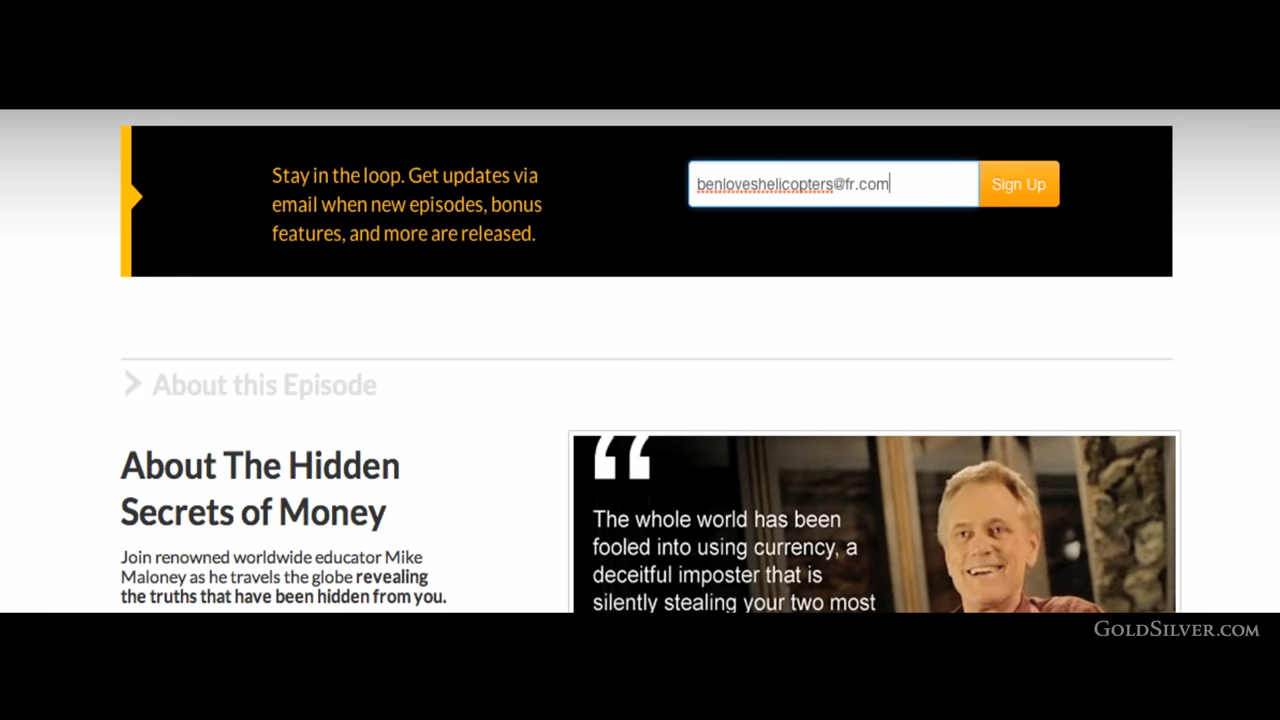 Stay in the loop. Get updates via
email when new episodes, bonus
features, and more are released.
benloveshelicopters@fr.com
Sign Up
About this Episode
About The Hidden
Secrets of Money
Join renowned worldwide educator Mike
Maloney as he travels the globe revealing
the truths that have been hidden from you.
“
The whole world has been
fooled into using currency, a
deceitful imposter that is
silently stealing your two most
GOLDSILVER.COM